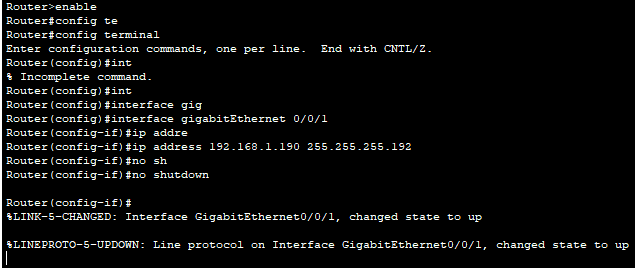 Router>enable
Router#config te
Router#config terminal
Enter configuration commands, one per line.  End with CNTL/Z.
Router(config)#int
% Incomplete command.
Router(config)#int
Router(config)#interface gig
Router(config)#interface gigabitEthernet 0/0/1
Router(config-if)#ip addre
Router(config-if)#ip address 192.168.1.190 255.255.255.192
Router(config-if)#no sh
Router(config-if)#no shutdown
Router(config-if)#
%LINK-5-CHANGED: Interface GigabitEthernet0/0/1, changed state to up
%LINEPROTO-5-UPDOWN: Line protocol on Interface GigabitEthernet0/0/1, changed state to up